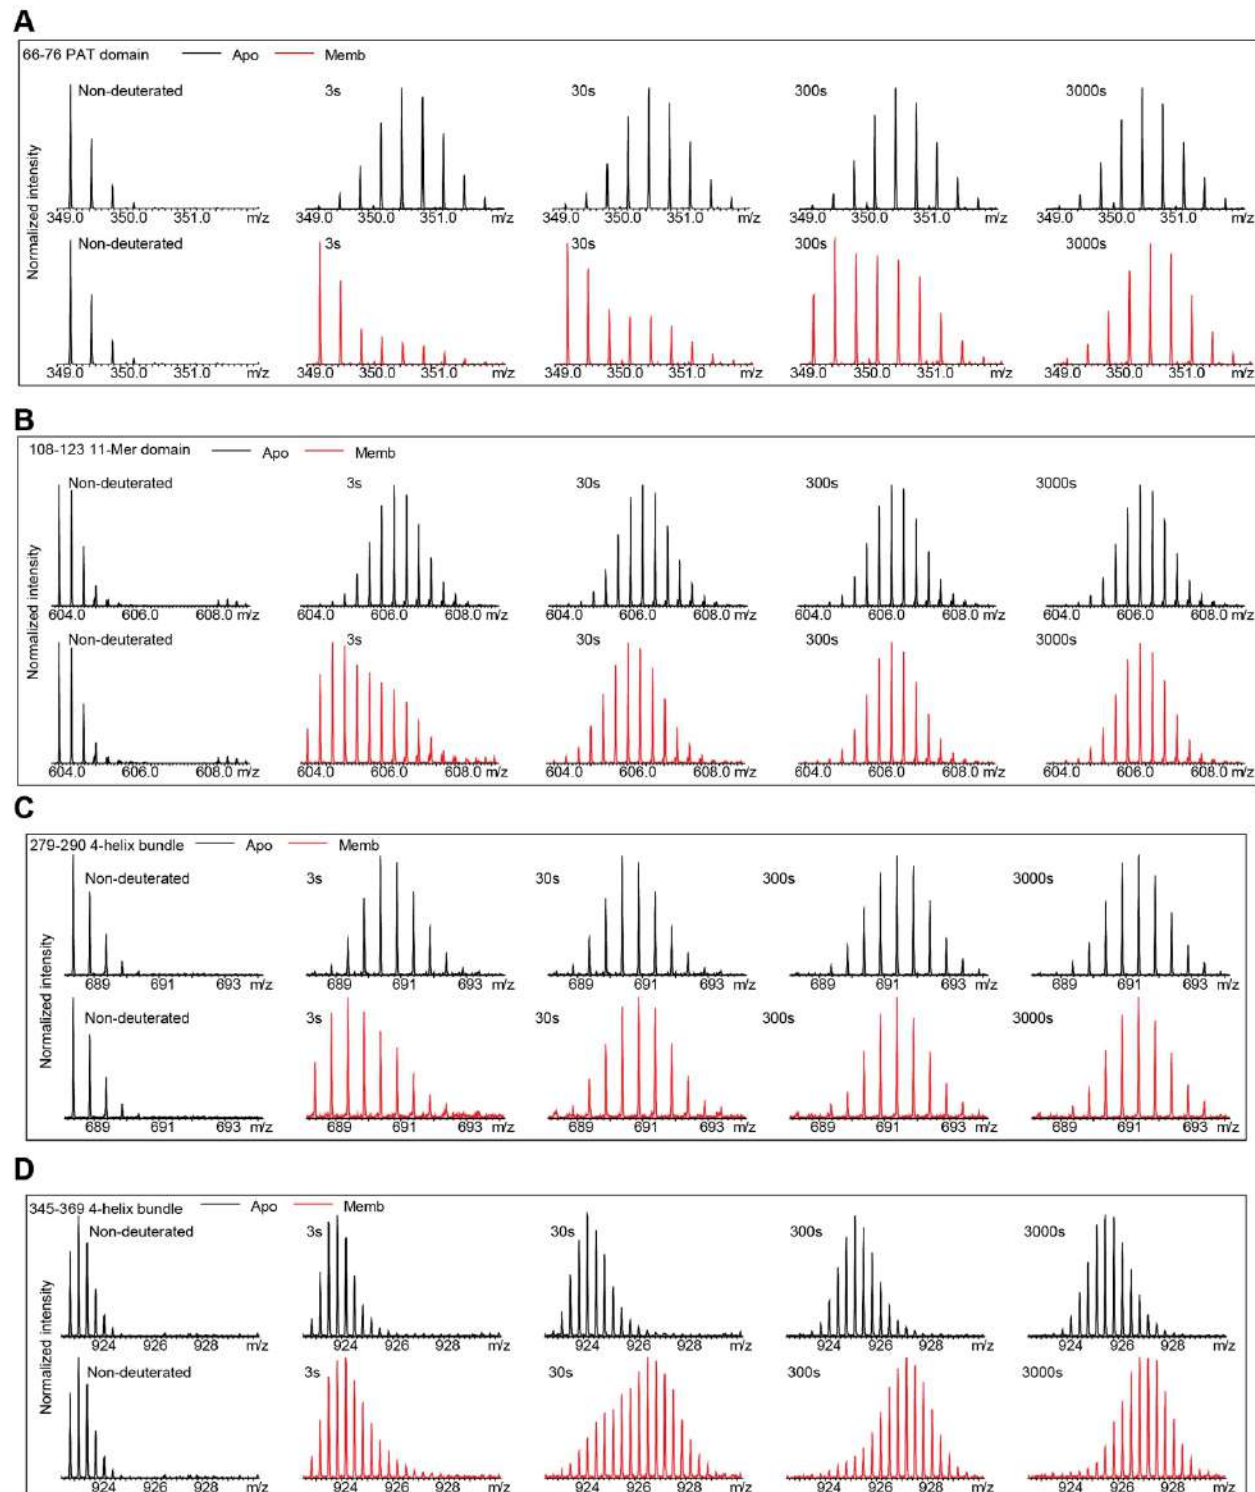 A
66-76 PAT domain Apo Memb
Non-deuterated 3s 30s 300s 3000s
349.0 350.0 351.0 m/z 349.0 350.0 351.0 m/z 349.0 350.0 351.0 m/z 349.0 350.0 351.0 m/z 349.0 350.0 351.0 m/z
Normalized intensity
Non-deuterated 3s 30s 300s 3000s
349.0 350.0 351.0 m/z 349.0 350.0 351.0 m/z 349.0 350.0 351.0 m/z 349.0 350.0 351.0 m/z 349.0 350.0 351.0 m/z
B
108-123 11-Mer domain Apo Memb
Non-deuterated 3s 30s 300s 3000s
604.0 606.0 608.0 m/z 604.0 606.0 608.0 m/z 604.0 606.0 608.0 m/z 604.0 606.0 608.0 m/z 604.0 606.0 608.0 m/z
Normalized intensity
Non-deuterated 3s 30s 300s 3000s
604.0 606.0 608.0 m/z 604.0 606.0 608.0 m/z 604.0 606.0 608.0 m/z 604.0 606.0 608.0 m/z 604.0 606.0 608.0 m/z
C
279-290 4-helix bundle Apo Memb
Non-deuterated 3s 30s 300s 3000s
689 691 693 m/z 689 691 693 m/z 689 691 693 m/z 689 691 693 m/z 689 691 693 m/z
Normalized intensity
Non-deuterated 3s 30s 300s 3000s
689 691 693 m/z 689 691 693 m/z 689 691 693 m/z 689 691 693 m/z 689 691 693 m/z
D
345-369 4-helix bundle Apo Memb
Non-deuterated 3s 30s 300s 3000s
924 926 928 m/z 924 926 928 m/z 924 926 928 m/z 924 926 928 m/z 924 926 928 m/z
Normalized intensity
Non-deuterated 3s 30s 300s 3000s
924 926 928 m/z 924 926 928 m/z 924 926 928 m/z 924 926 928 m/z 924 926 928 m/z